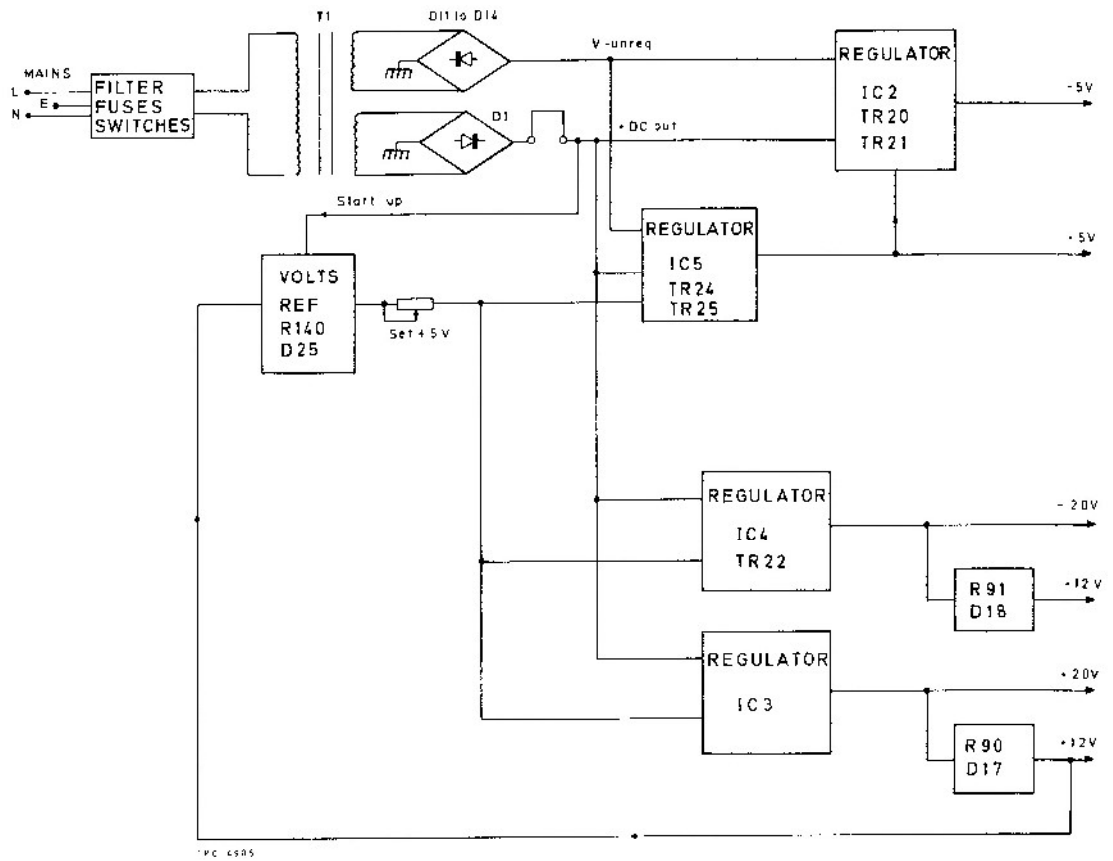 T1
D11 to D14
V-unreg
REGULATOR
IC2
TR20
TR21
-5V
MAINS
L
E
N
FILTER
FUSES
SWITCHES
D1
+DC out
Start up
REGULATOR
IC5
TR24
TR25
VOLTS
REF
R140
D25
Set +5V
REGULATOR
IC4
TR22
-20V
R91
D18
-12V
REGULATOR
IC3
+20V
R90
D17
+12V